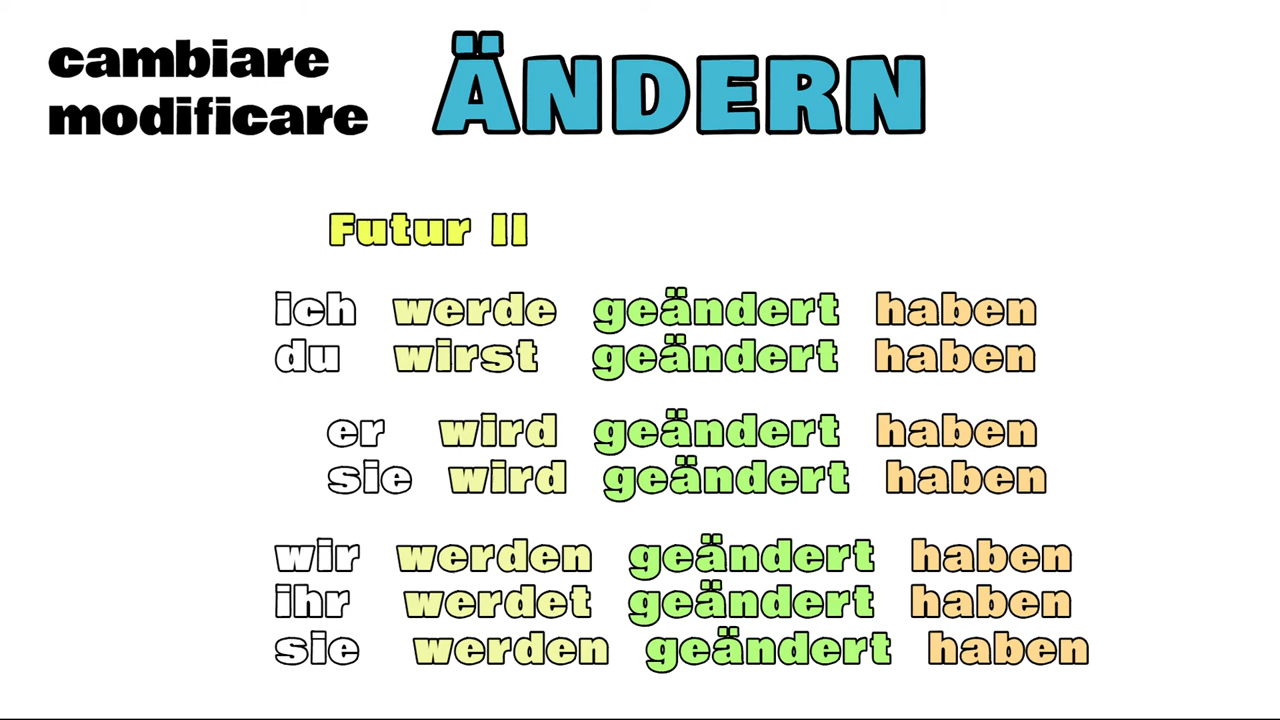 cambiare
modificare
ÄNDERN
Futur II
ich werde geändert haben
du wirst geändert haben
er wird geändert haben
sie wird geändert haben
wir werden geändert haben
ihr werdet geändert haben
sie werden geändert haben